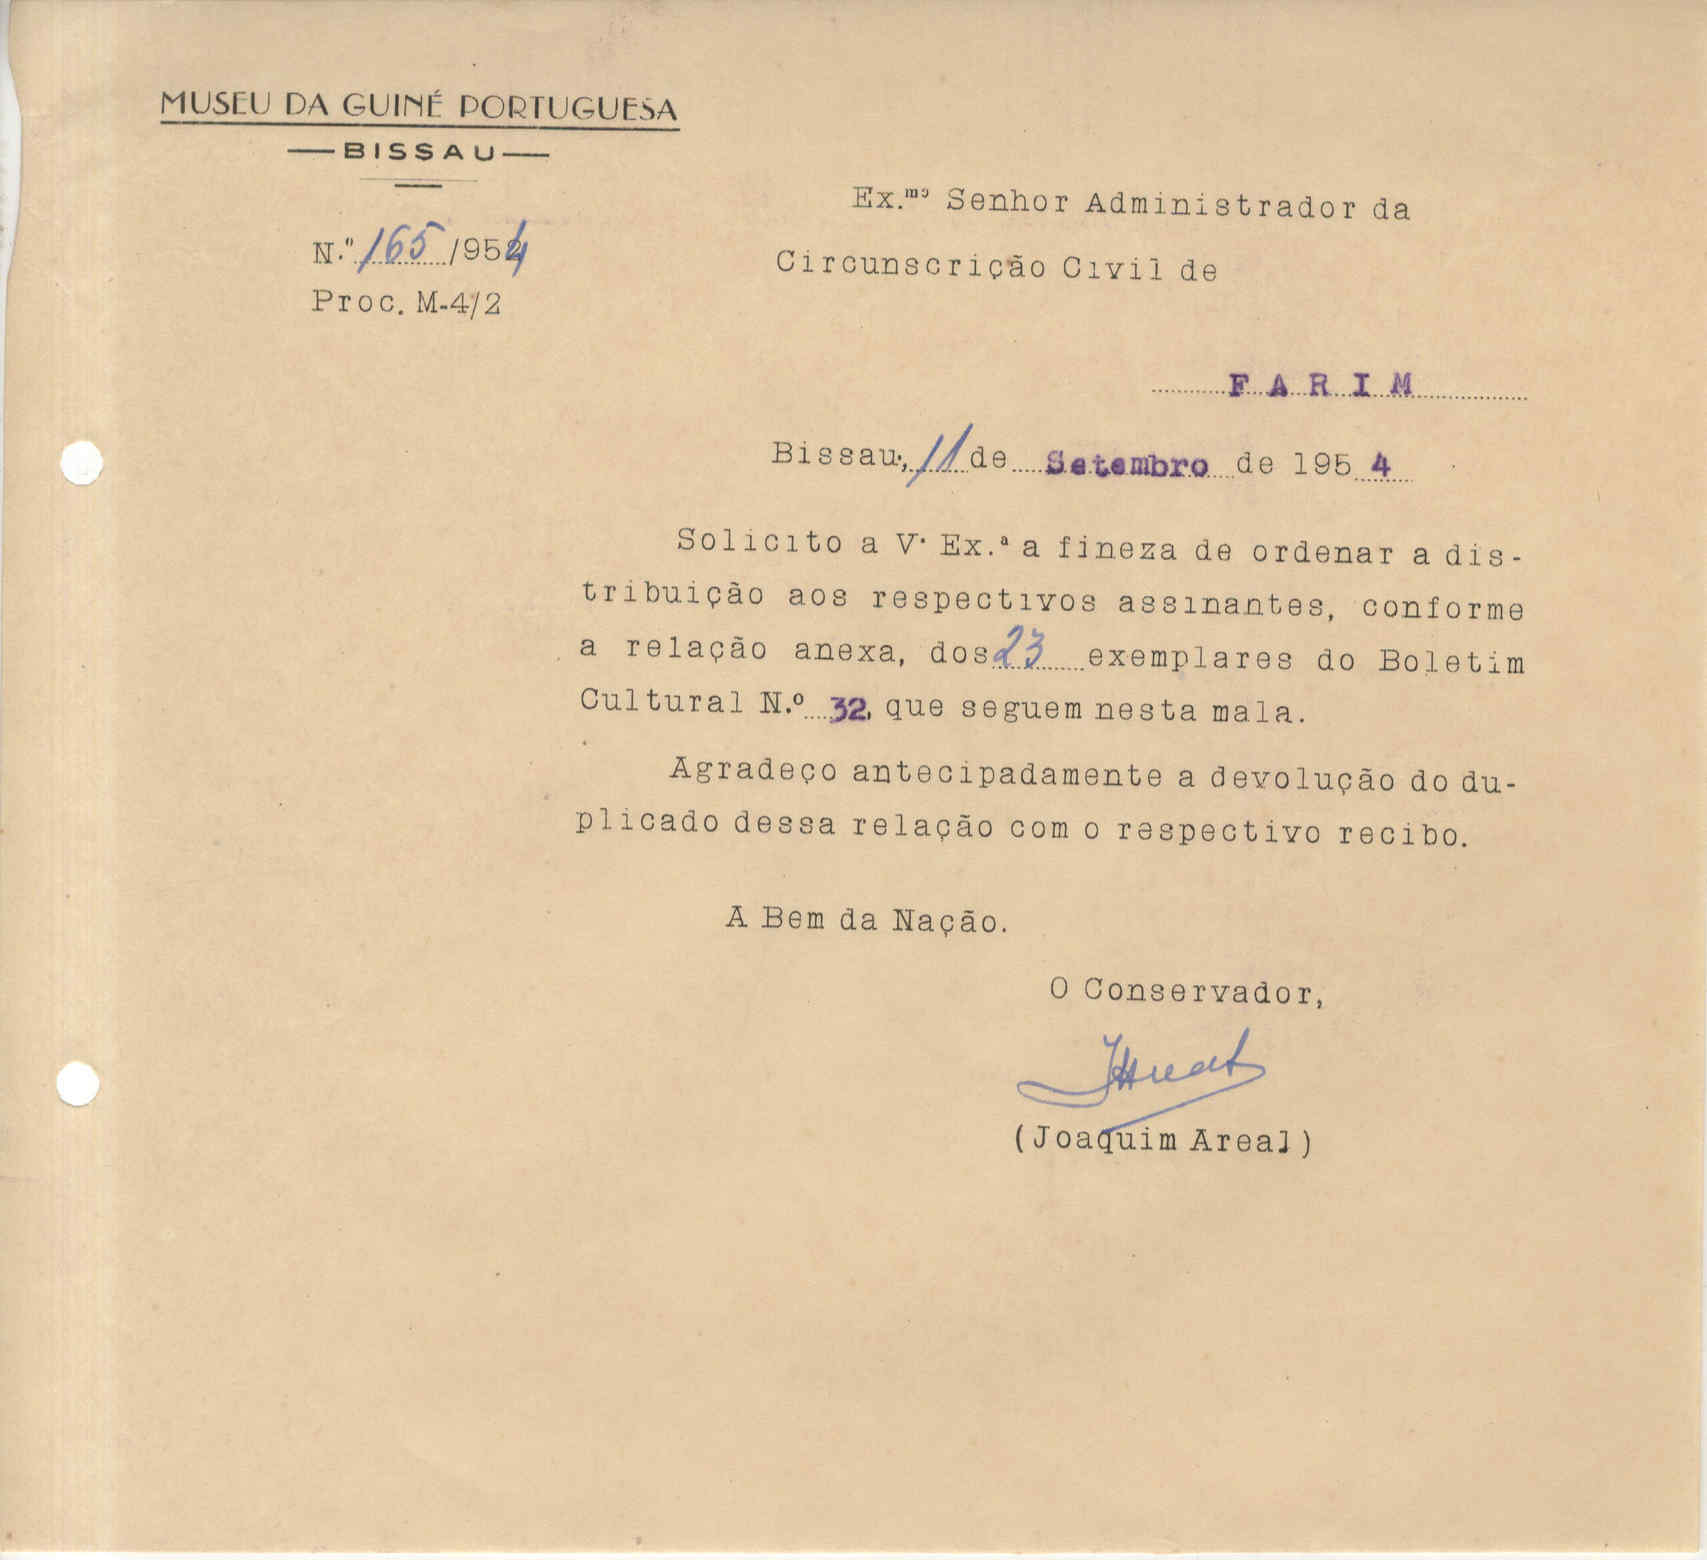 MUSEU DA GUINÉ PORTUGUESA
BISSAU
N.º 165/954
Proc. M-4/2
Ex.mo Senhor Administrador da
Circunscrição Civil de
FARIM
Bissau, 11 de Setembro de 1954
Solicito a V. Ex.ª a fineza de ordenar a dis-
tribuição aos respectivos assinantes, conforme
a relação anexa, dos 23 exemplares do Boletim
Cultural N.º 32, que seguem nesta mala.
Agradeço antecipadamente a devolução do du-
plicado dessa relação com o respectivo recibo.
A Bem da Nação.
O Conservador,
(Joaquim Areal)